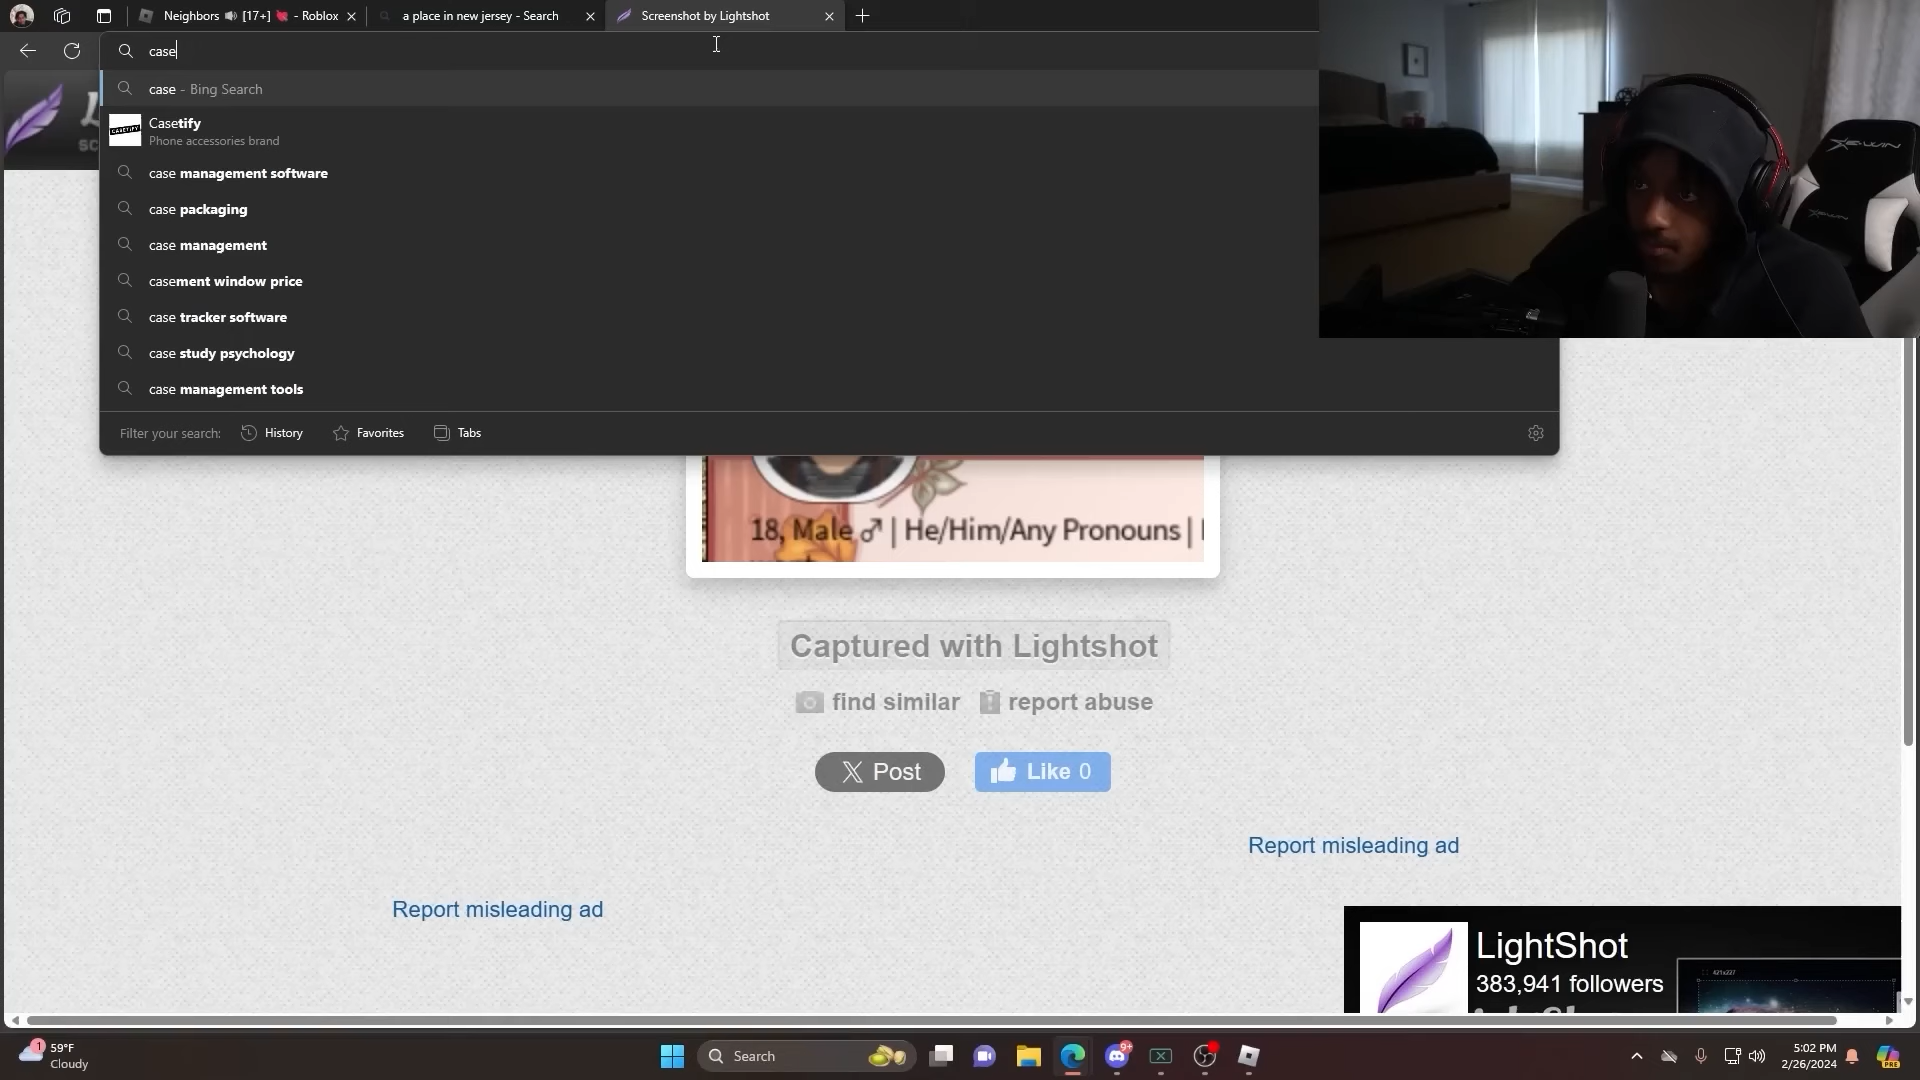 Neighbors [17+] - Roblox
a place in new jersey - Search
Screenshot by Lightshot
case
case - Bing Search
CASETiFY
Casetify
Phone accessories brand
case management software
case packaging
case management
casement window price
case tracker software
case study psychology
case management tools
Filter your search: History Favorites Tabs
18, Male ♂ | He/Him/Any Pronouns |
Captured with Lightshot
find similar report abuse
X Post
Like 0
Report misleading ad
Report misleading ad
LightShot
383,941 followers
1
59°F
Cloudy
Search
9+
5:02 PM
2/26/2024
PRE